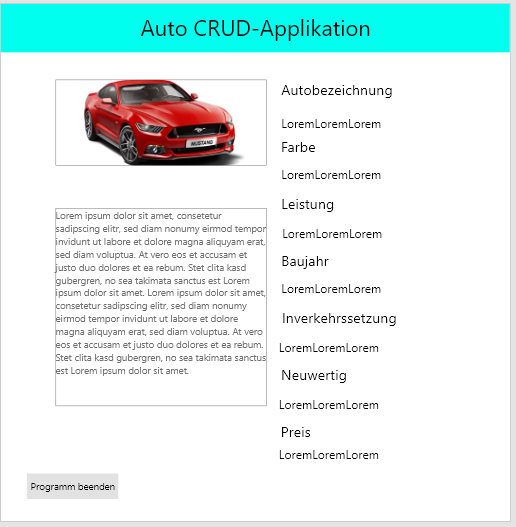 Auto CRUD-Applikation
MUSTANG
Lorem ipsum dolor sit amet, consetetur
sadipscing elitr, sed diam nonumy eirmod tempor
invidunt ut labore et dolore magna aliquyam erat,
sed diam voluptua. At vero eos et accusam et
justo duo dolores et ea rebum. Stet clita kasd
gubergren, no sea takimata sanctus est Lorem
ipsum dolor sit amet. Lorem ipsum dolor sit amet,
consetetur sadipscing elitr, sed diam nonumy
eirmod tempor invidunt ut labore et dolore
magna aliquyam erat, sed diam voluptua. At vero
eos et accusam et justo duo dolores et ea rebum.
Stet clita kasd gubergren, no sea takimata sanctus
est Lorem ipsum dolor sit amet.
Autobezeichnung
LoremLoremLorem
Farbe
LoremLoremLorem
Leistung
LoremLoremLorem
Baujahr
LoremLoremLorem
Inverkehrssetzung
LoremLoremLorem
Neuwertig
LoremLoremLorem
Preis
LoremLoremLorem
Programm beenden